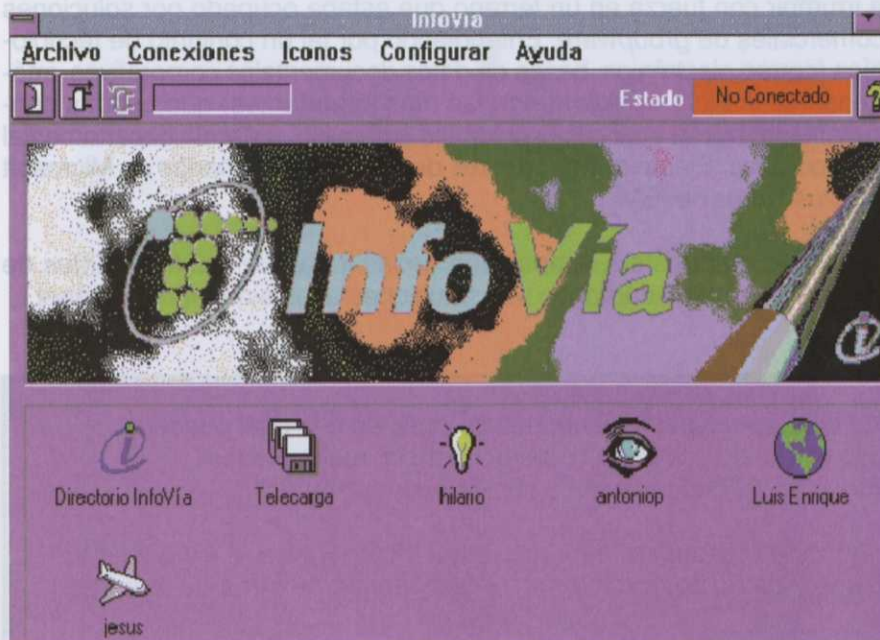 InfoVía
Archivo Conexiones Iconos Configurar Ayuda
Estado No Conectado ?
InfoVía
Directorio InfoVía Telecarga hilario antoniop Luis Enrique
jesus